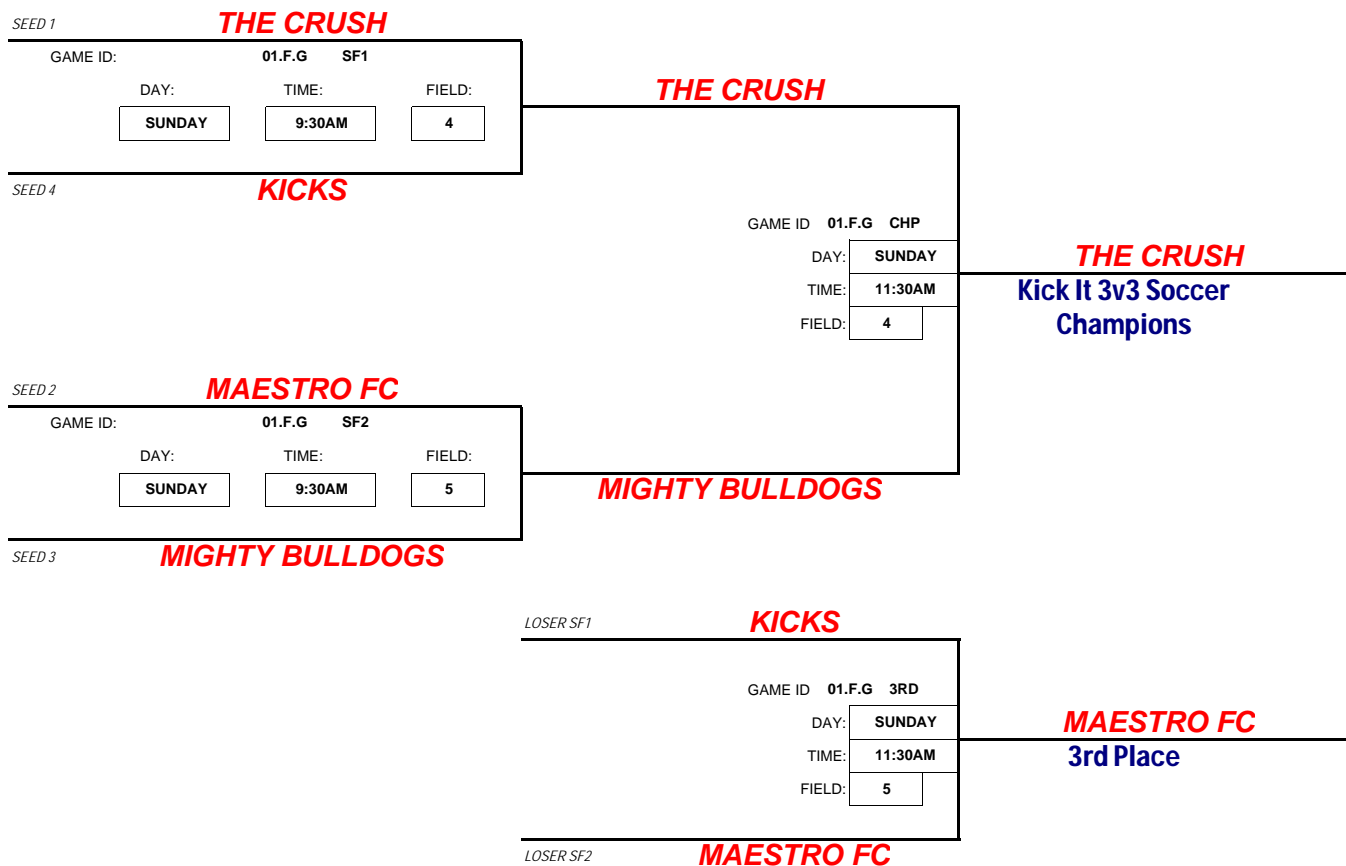 SEED 1 THE CRUSH
GAME ID: 01.F.G SF1
DAY: TIME: FIELD:
SUNDAY 9:30AM 4
SEED 4 KICKS
THE CRUSH
GAME ID 01.F.G CHP
DAY: SUNDAY
TIME: 11:30AM
FIELD: 4
THE CRUSH
Kick It 3v3 Soccer
Champions
SEED 2 MAESTRO FC
GAME ID: 01.F.G SF2
DAY: TIME: FIELD:
SUNDAY 9:30AM 5
SEED 3 MIGHTY BULLDOGS
MIGHTY BULLDOGS
LOSER SF1 KICKS
GAME ID 01.F.G 3RD
DAY: SUNDAY
TIME: 11:30AM
FIELD: 5
MAESTRO FC
3rd Place
LOSER SF2 MAESTRO FC